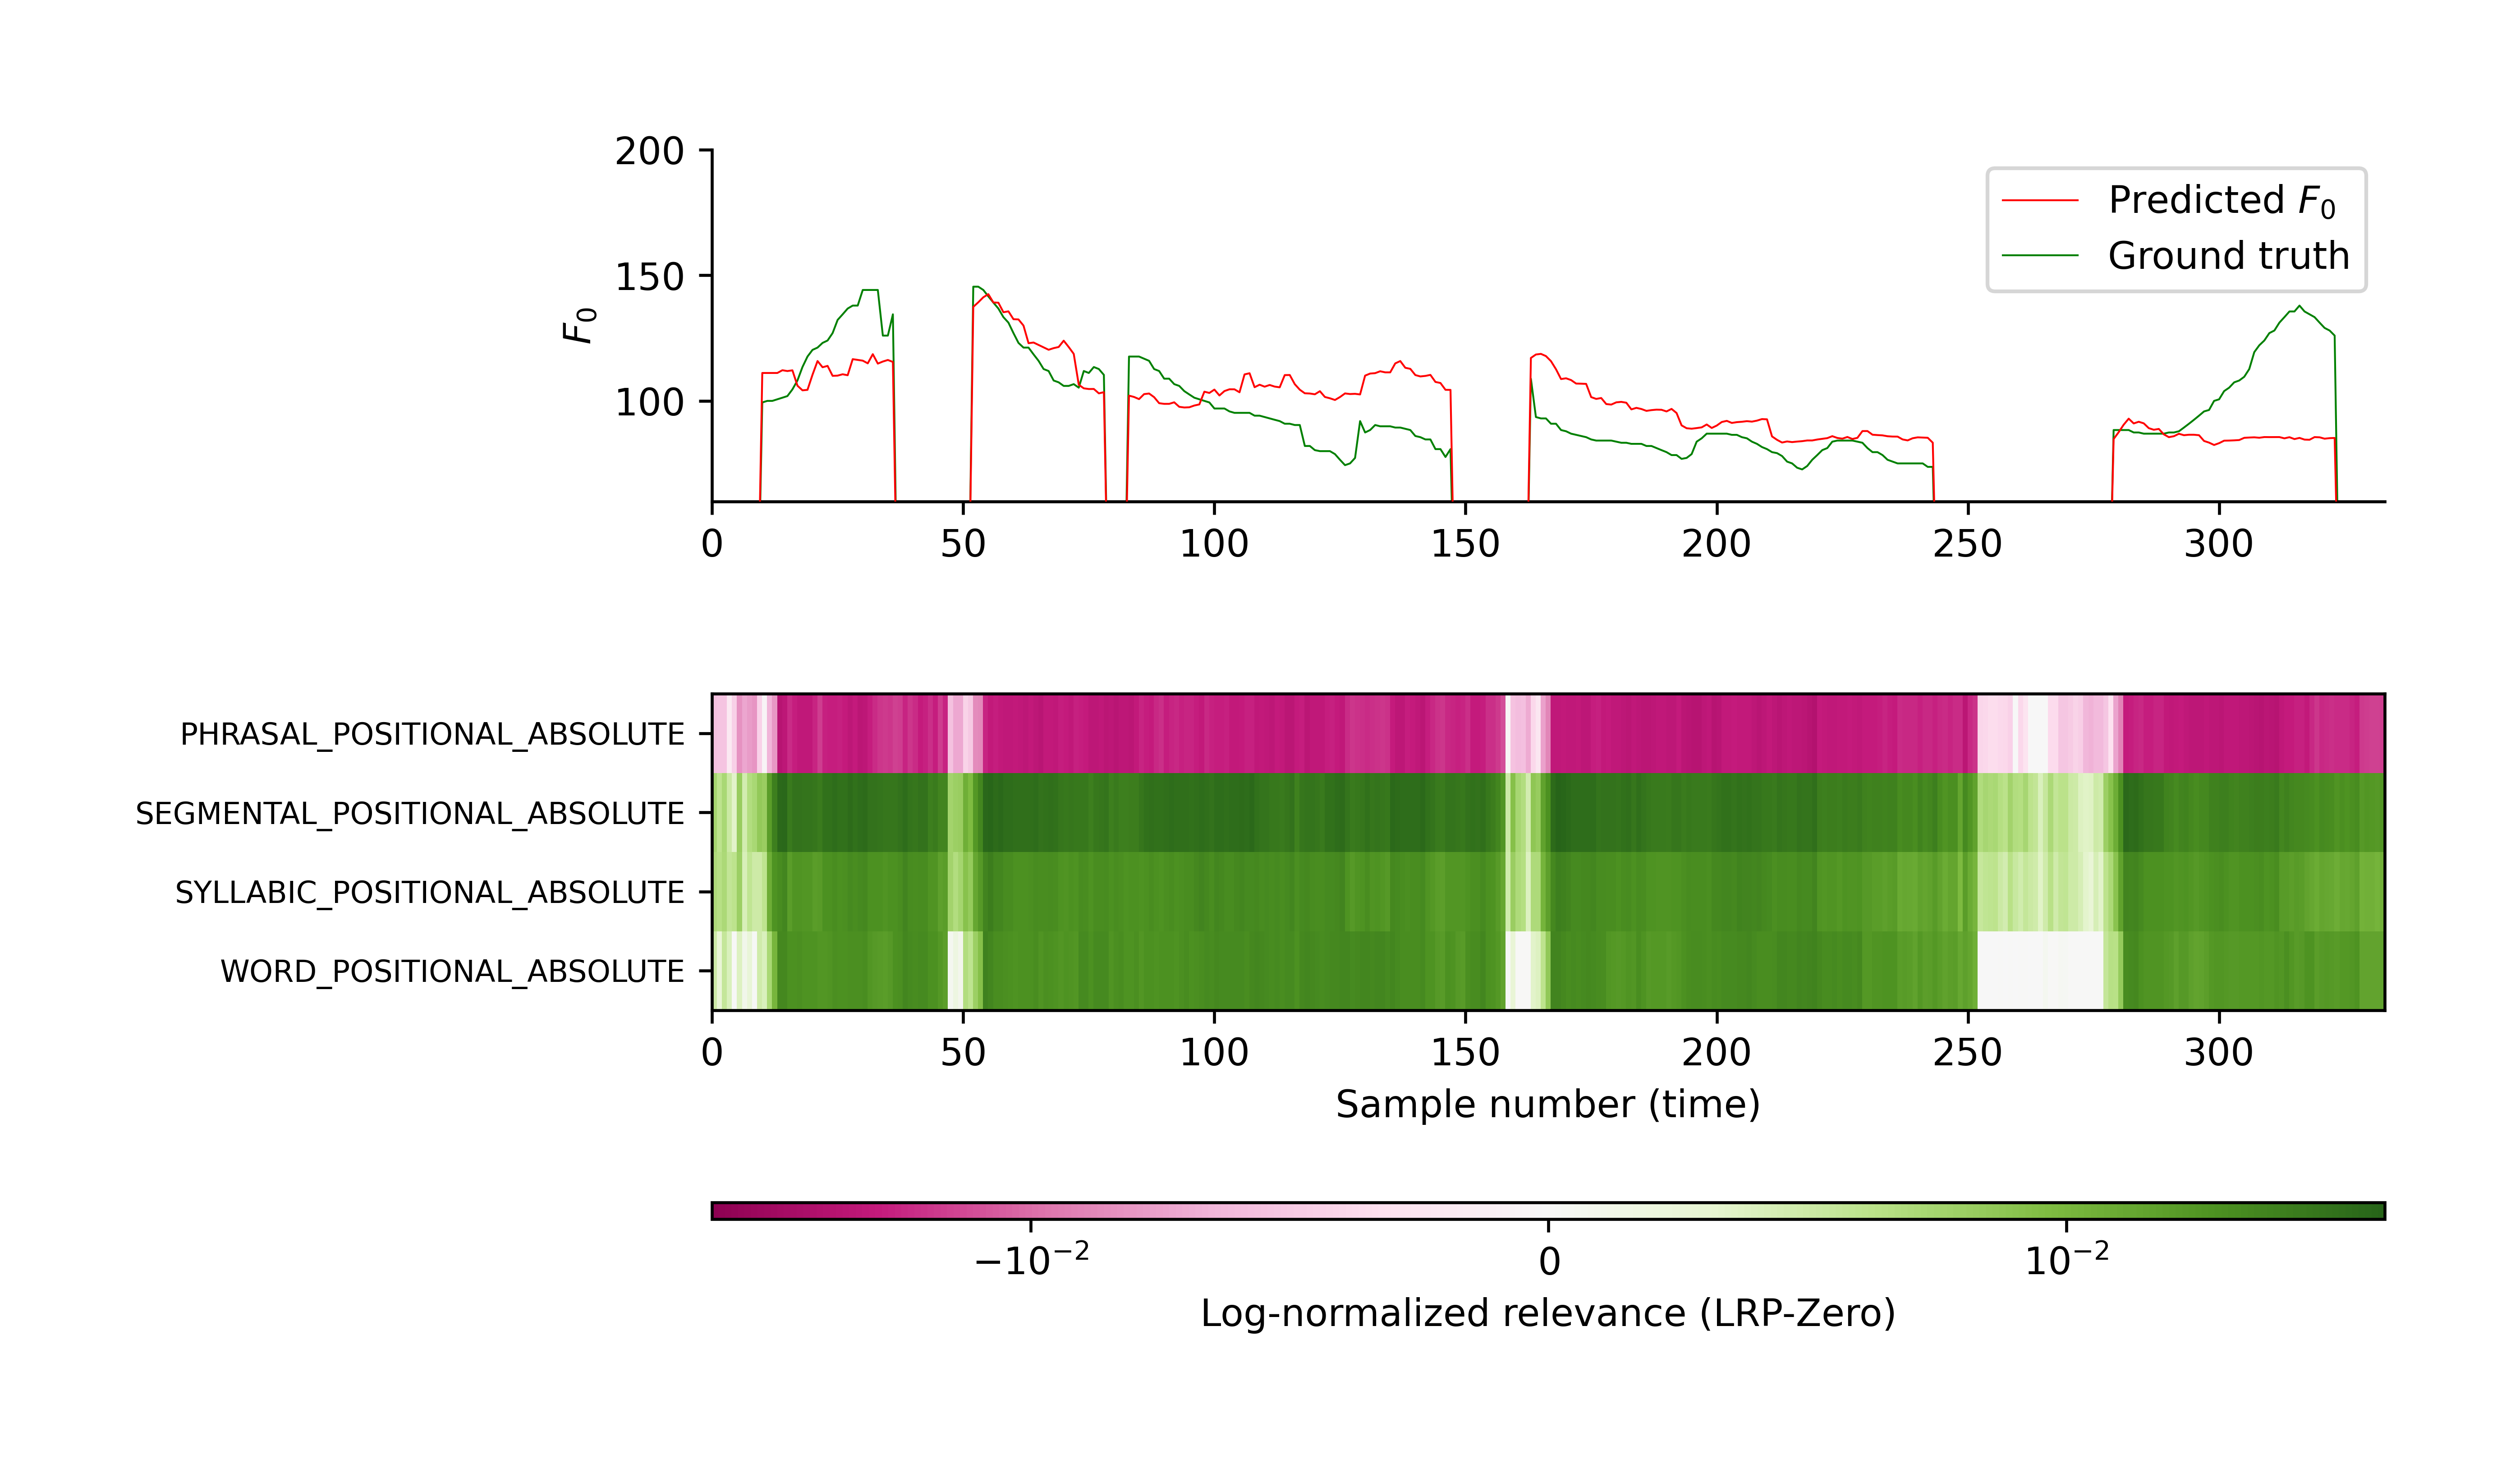 200
150
100
F0
Predicted F0
Ground truth
0 50 100 150 200 250 300
PHRASAL_POSITIONAL_ABSOLUTE
SEGMENTAL_POSITIONAL_ABSOLUTE
SYLLABIC_POSITIONAL_ABSOLUTE
WORD_POSITIONAL_ABSOLUTE
0 50 100 150 200 250 300
Sample number (time)
−10⁻² 0 10⁻²
Log-normalized relevance (LRP-Zero)